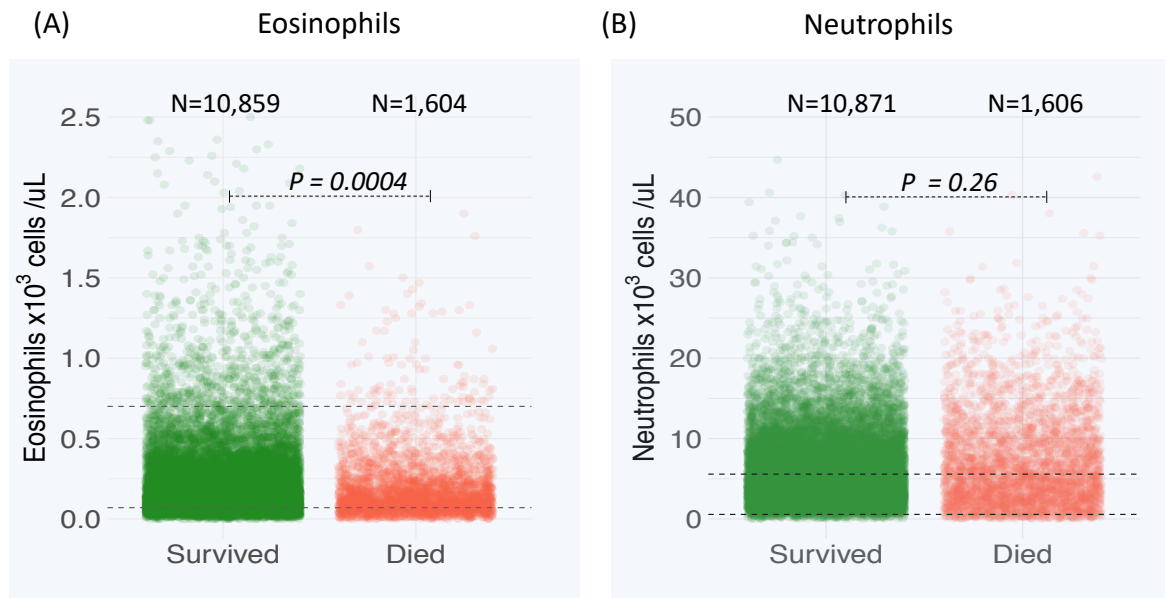 (A) Eosinophils
N=10,859 N=1,604
P = 0.0004
Eosinophils x10³ cells /uL
2.5
2.0
1.5
1.0
0.5
0.0
Survived Died
(B) Neutrophils
N=10,871 N=1,606
P = 0.26
Neutrophils x10³ cells /uL
50
40
30
20
10
0
Survived Died